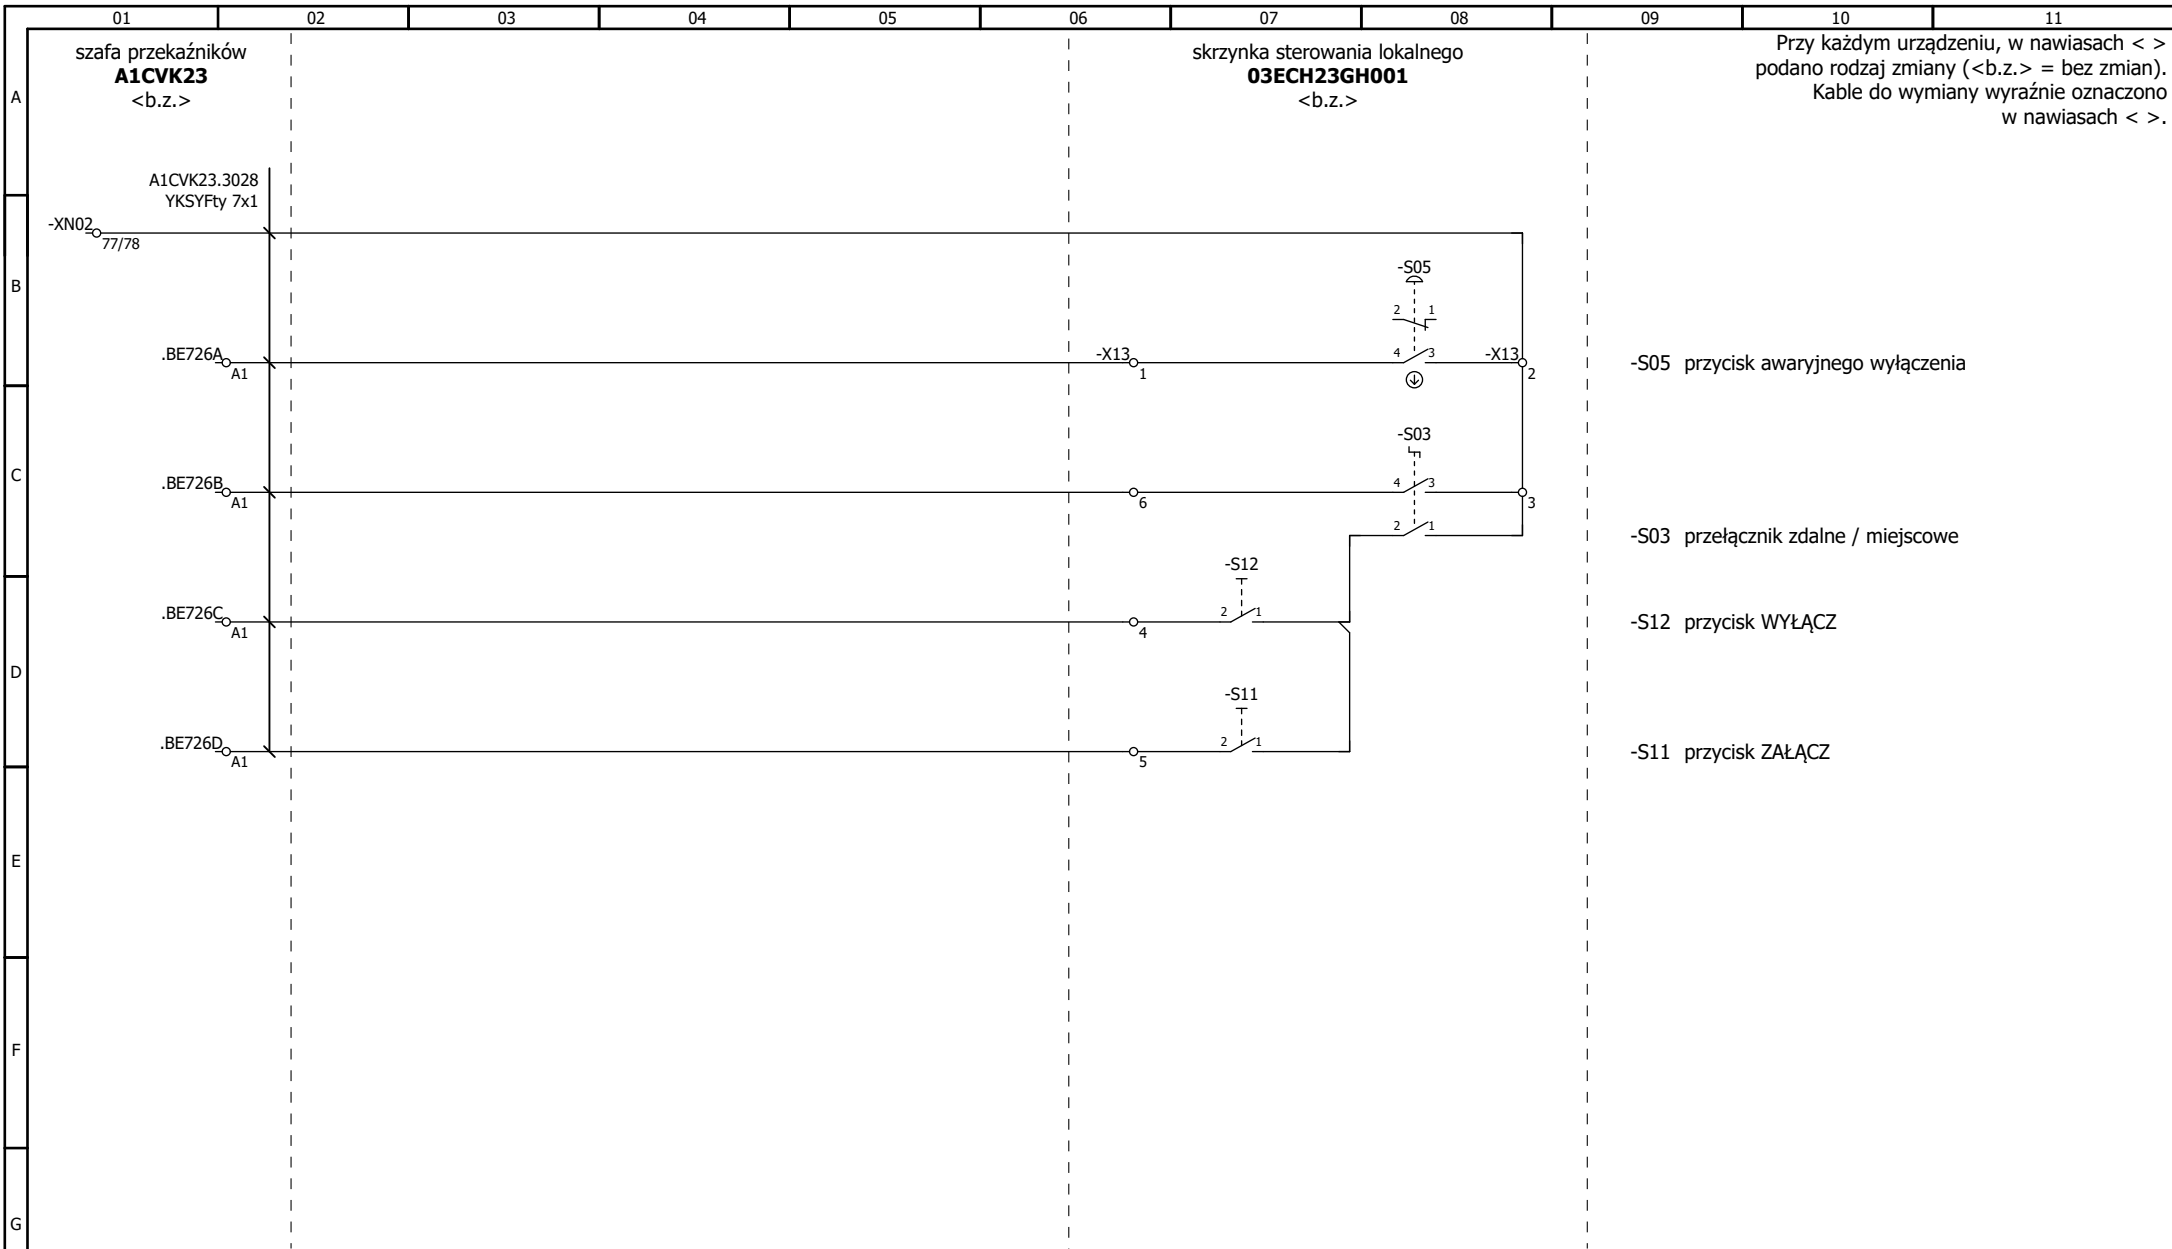 01 02 03 04 05 06 07 08 09 10 11
szafa przekaźników
A1CVK23
<b.z.>
skrzynka sterowania lokalnego
03ECH23GH001
<b.z.>
Przy każdym urządzeniu, w nawiasach < >
podano rodzaj zmiany (<b.z.> = bez zmian).
Kable do wymiany wyraźnie oznaczono
w nawiasach < >.
A
A1CVK23.3028
YKSYFty 7x1
-XN02
77/78
B
-S05
2 1
.BE726A
A1
-X13
1
4 3
-X13
2
-S05 przycisk awaryjnego wyłączenia
C
-S03
.BE726B
A1
6
4 3
3
2 1
-S03 przełącznik zdalne / miejscowe
-S12
.BE726C
A1
4
2 1
-S12 przycisk WYŁĄCZ
D
-S11
.BE726D
A1
5
2 1
-S11 przycisk ZAŁĄCZ
E
F
G